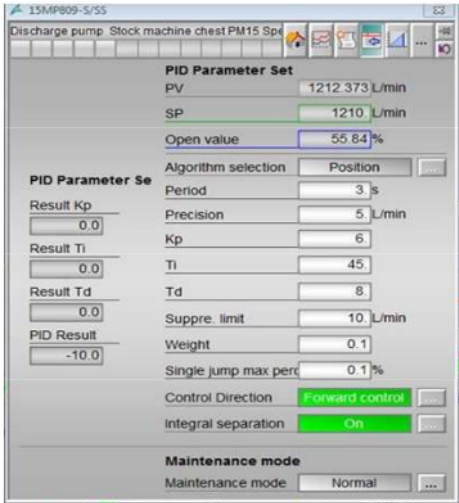 15MP809-S/SS
Discharge pump Stock machine chest PM15 Spe
PID Parameter Set
PV 1212.373 L/min
SP 1210. L/min
Open value 55.84 %
Algorithm selection Position ...
PID Parameter Se
Period 3. s
Result Kp
Precision 5. L/min
0.0
Kp 6.
Result Ti
Ti 45.
0.0
Result Td
Td 8.
0.0
Suppre. limit 10. L/min
PID Result
Weight 0.1
-10.0
Single jump max perc 0.1 %
Control Direction Forward control ...
Integral separation On ...
Maintenance mode
Maintenance mode Normal ...